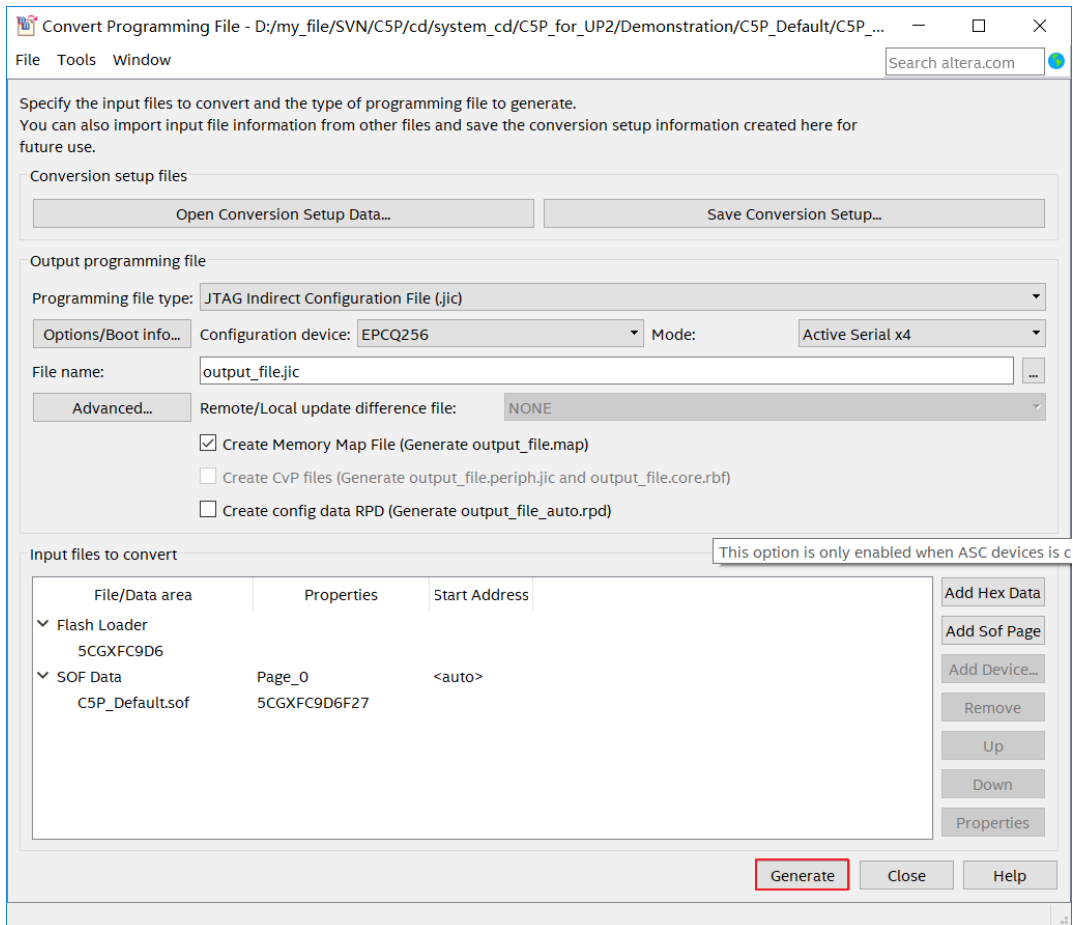 Convert Programming File - D:/my_file/SVN/C5P/cd/system_cd/C5P_for_UP2/Demonstration/C5P_Default/C5P_...
File Tools Window
Search altera.com
Specify the input files to convert and the type of programming file to generate.
You can also import input file information from other files and save the conversion setup information created here for
future use.
Conversion setup files
Open Conversion Setup Data... Save Conversion Setup...
Output programming file
Programming file type: JTAG Indirect Configuration File (.jic)
Options/Boot info... Configuration device: EPCQ256 Mode: Active Serial x4
File name: output_file.jic ...
Advanced... Remote/Local update difference file: NONE
Create Memory Map File (Generate output_file.map)
Create CvP files (Generate output_file.periph.jic and output_file.core.rbf)
Create config data RPD (Generate output_file_auto.rpd)
Input files to convert
This option is only enabled when ASC devices is c
File/Data area Properties Start Address
Flash Loader
5CGXFC9D6
SOF Data Page_0 <auto>
C5P_Default.sof 5CGXFC9D6F27
Add Hex Data
Add Sof Page
Add Device...
Remove
Up
Down
Properties
Generate Close Help